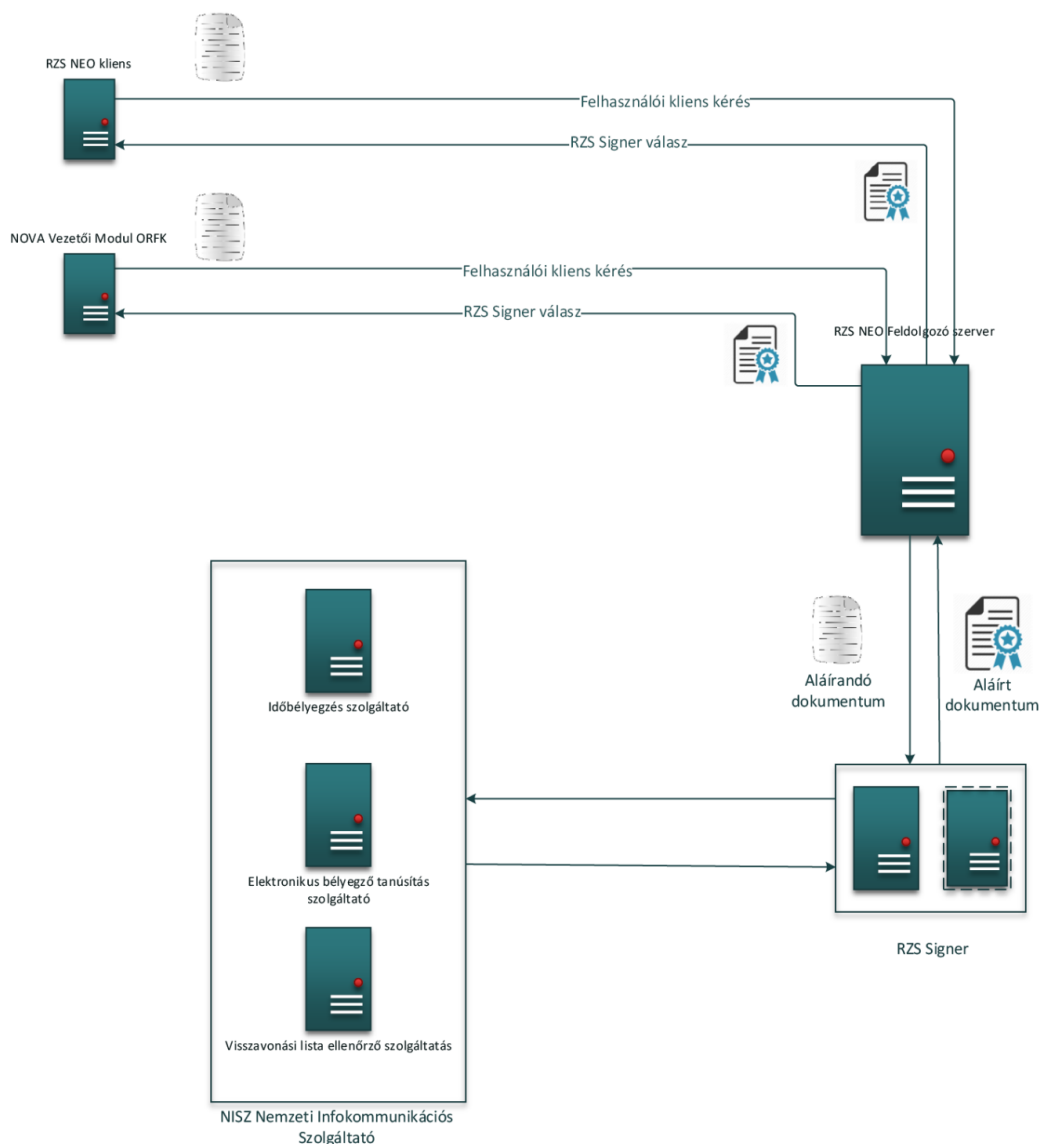 RZS NEO kliens
Felhasználói kliens kérés
RZS Signer válasz
NOVA Vezetői Modul ORFK
Felhasználói kliens kérés
RZS Signer válasz
RZS NEO Feldolgozó szerver
Aláírandó
dokumentum
Aláírt
dokumentum
Időbélyegzés szolgáltató
Elektronikus bélyegző tanúsítás
szolgáltató
RZS Signer
Visszavonási lista ellenőrző szolgáltatás
NISZ Nemzeti Infokommunikációs
Szolgáltató